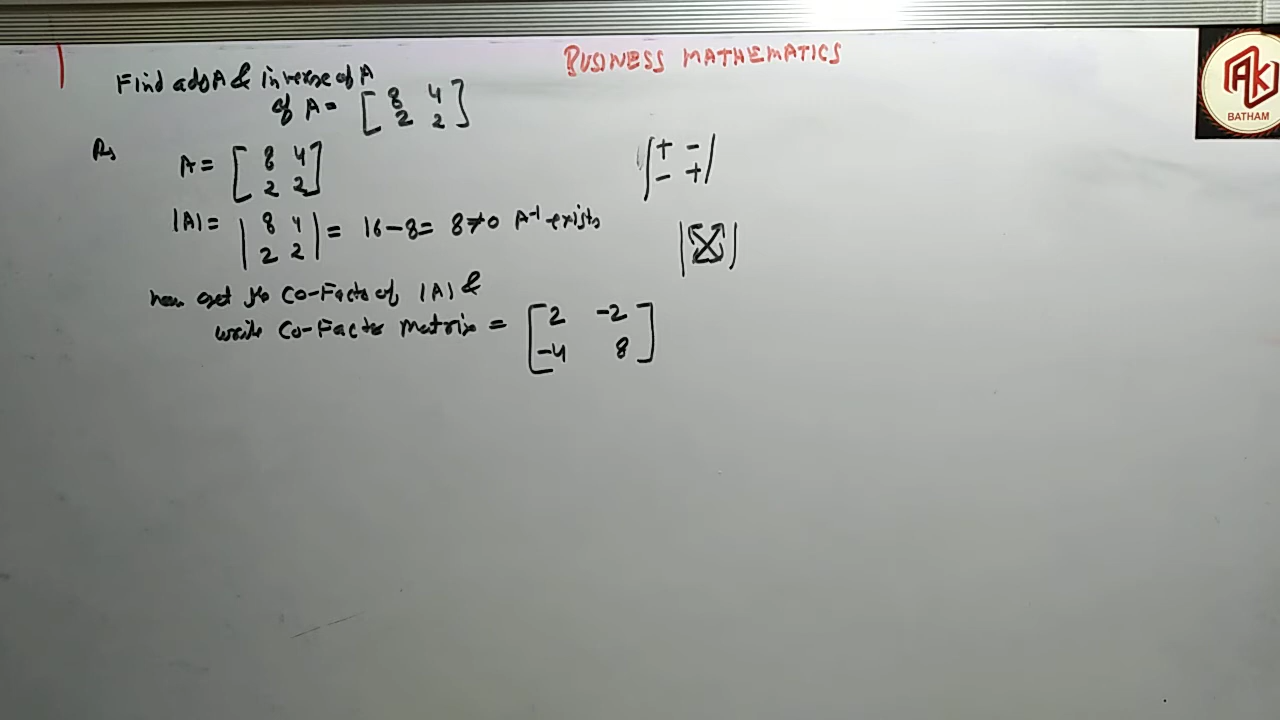 BUSINESS MATHEMATICS
AK
BATHAM
Find adjA & inverse of A
of A = [ 8 4
2 2 ]
A = [ 8 4
2 2 ]
|A| = | 8 4
2 2 | = 16 - 8 = 8 ≠ 0 A⁻¹ exists
| + -
- + |
get Co-Factor of |A| &
write Co-Factor Matrix = [ 2 -2
-4 8 ]